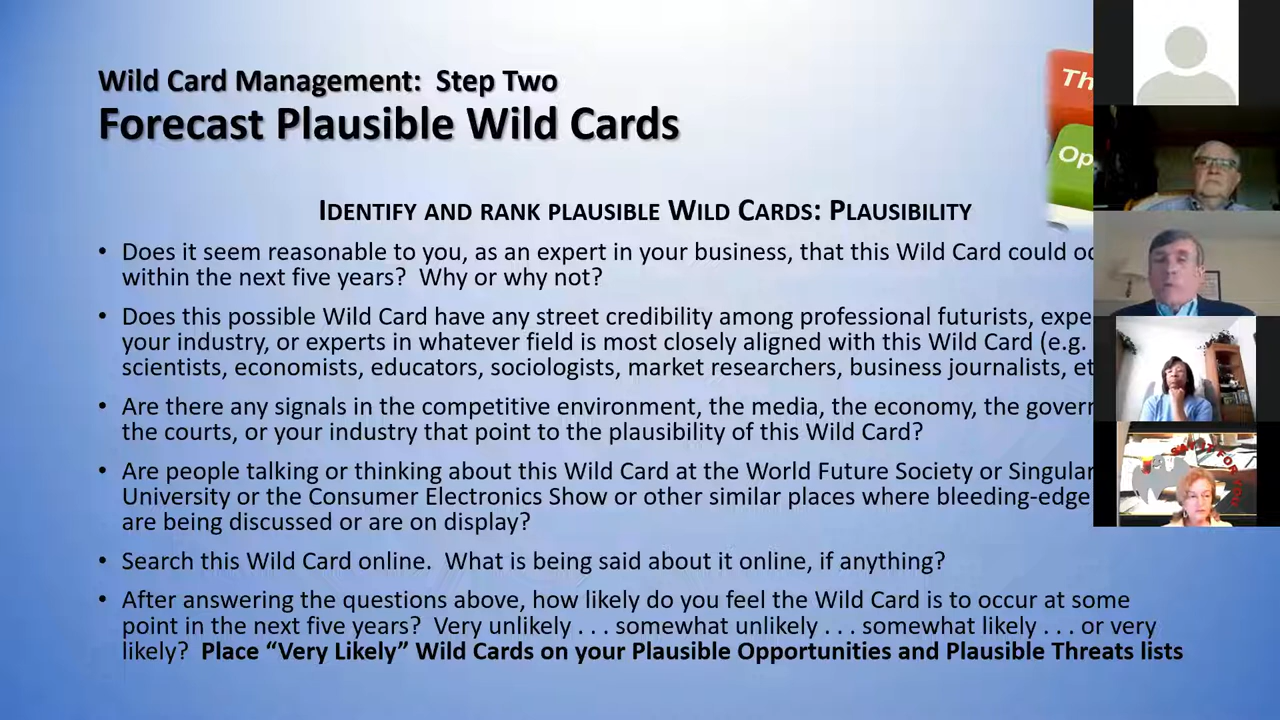 Wild Card Management: Step Two
Forecast Plausible Wild Cards
Th
Op
IDENTIFY AND RANK PLAUSIBLE WILD CARDS: PLAUSIBILITY
• Does it seem reasonable to you, as an expert in your business, that this Wild Card could oc
within the next five years? Why or why not?
• Does this possible Wild Card have any street credibility among professional futurists, expe
your industry, or experts in whatever field is most closely aligned with this Wild Card (e.g.
scientists, economists, educators, sociologists, market researchers, business journalists, et
• Are there any signals in the competitive environment, the media, the economy, the govern
the courts, or your industry that point to the plausibility of this Wild Card?
• Are people talking or thinking about this Wild Card at the World Future Society or Singular
University or the Consumer Electronics Show or other similar places where bleeding-edge
are being discussed or are on display?
• Search this Wild Card online. What is being said about it online, if anything?
• After answering the questions above, how likely do you feel the Wild Card is to occur at some
point in the next five years? Very unlikely . . . somewhat unlikely . . . somewhat likely . . . or very
likely? Place “Very Likely” Wild Cards on your Plausible Opportunities and Plausible Threats lists